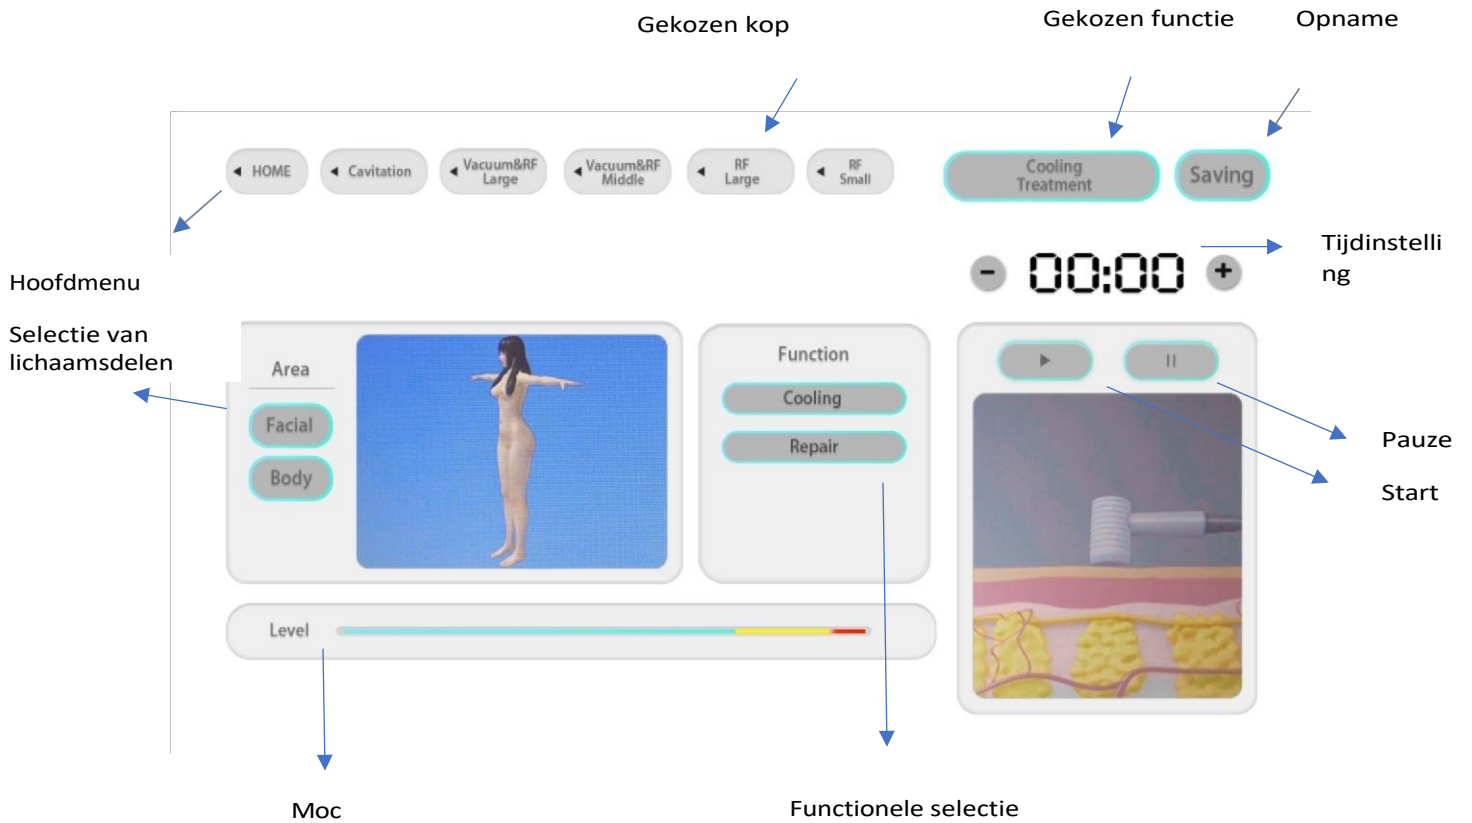 Gekozen kop
Gekozen functie
Opname
HOME
Cavitation
Vacuum&RF
Large
Vacuum&RF
Middle
RF
Large
RF
Small
Cooling
Treatment
Saving
00:00
Tijdinstelli
ng
Hoofdmenu
Selectie van
lichaamsdelen
Area
Facial
Body
Function
Cooling
Repair
Pauze
Start
Level
Moc
Functionele selectie